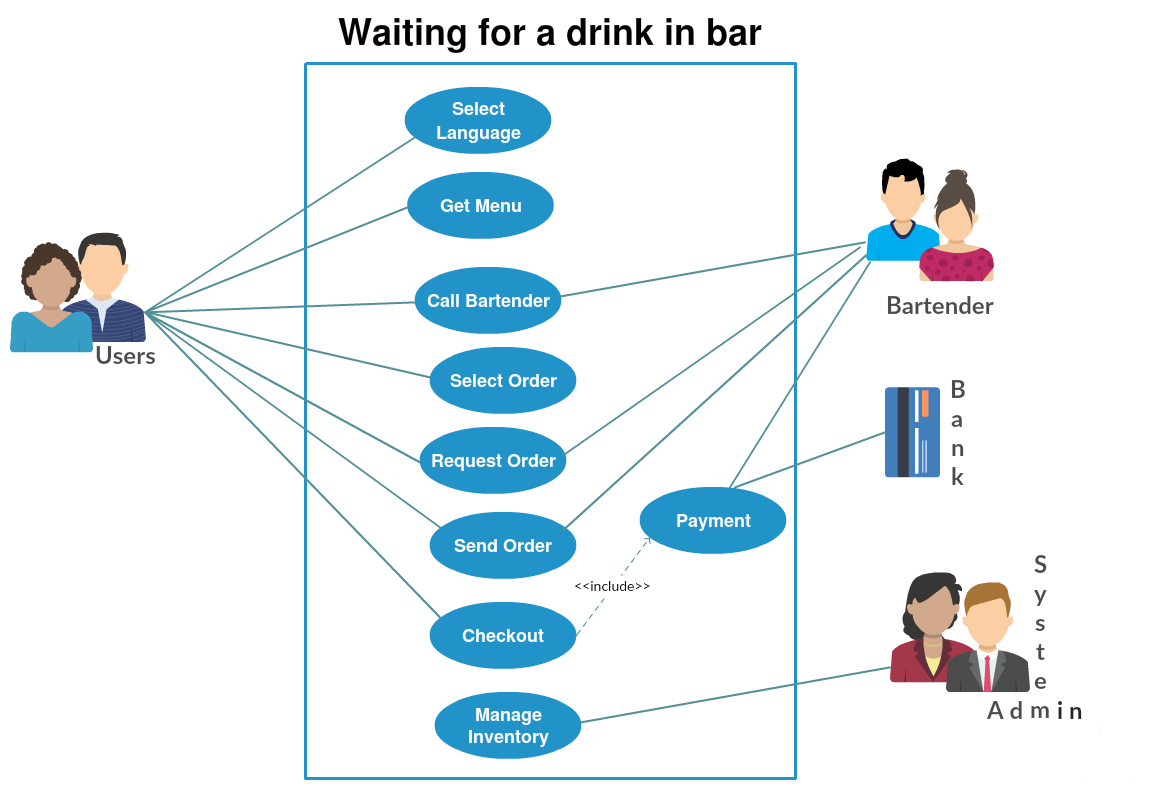 Waiting for a drink in bar
Select
Language
Get Menu
Call Bartender
Select Order
Request Order
Send Order
Checkout
Manage
Inventory
Payment
<<include>>
Users
Bartender
B
a
n
k
S
y
s
t
e
Admin